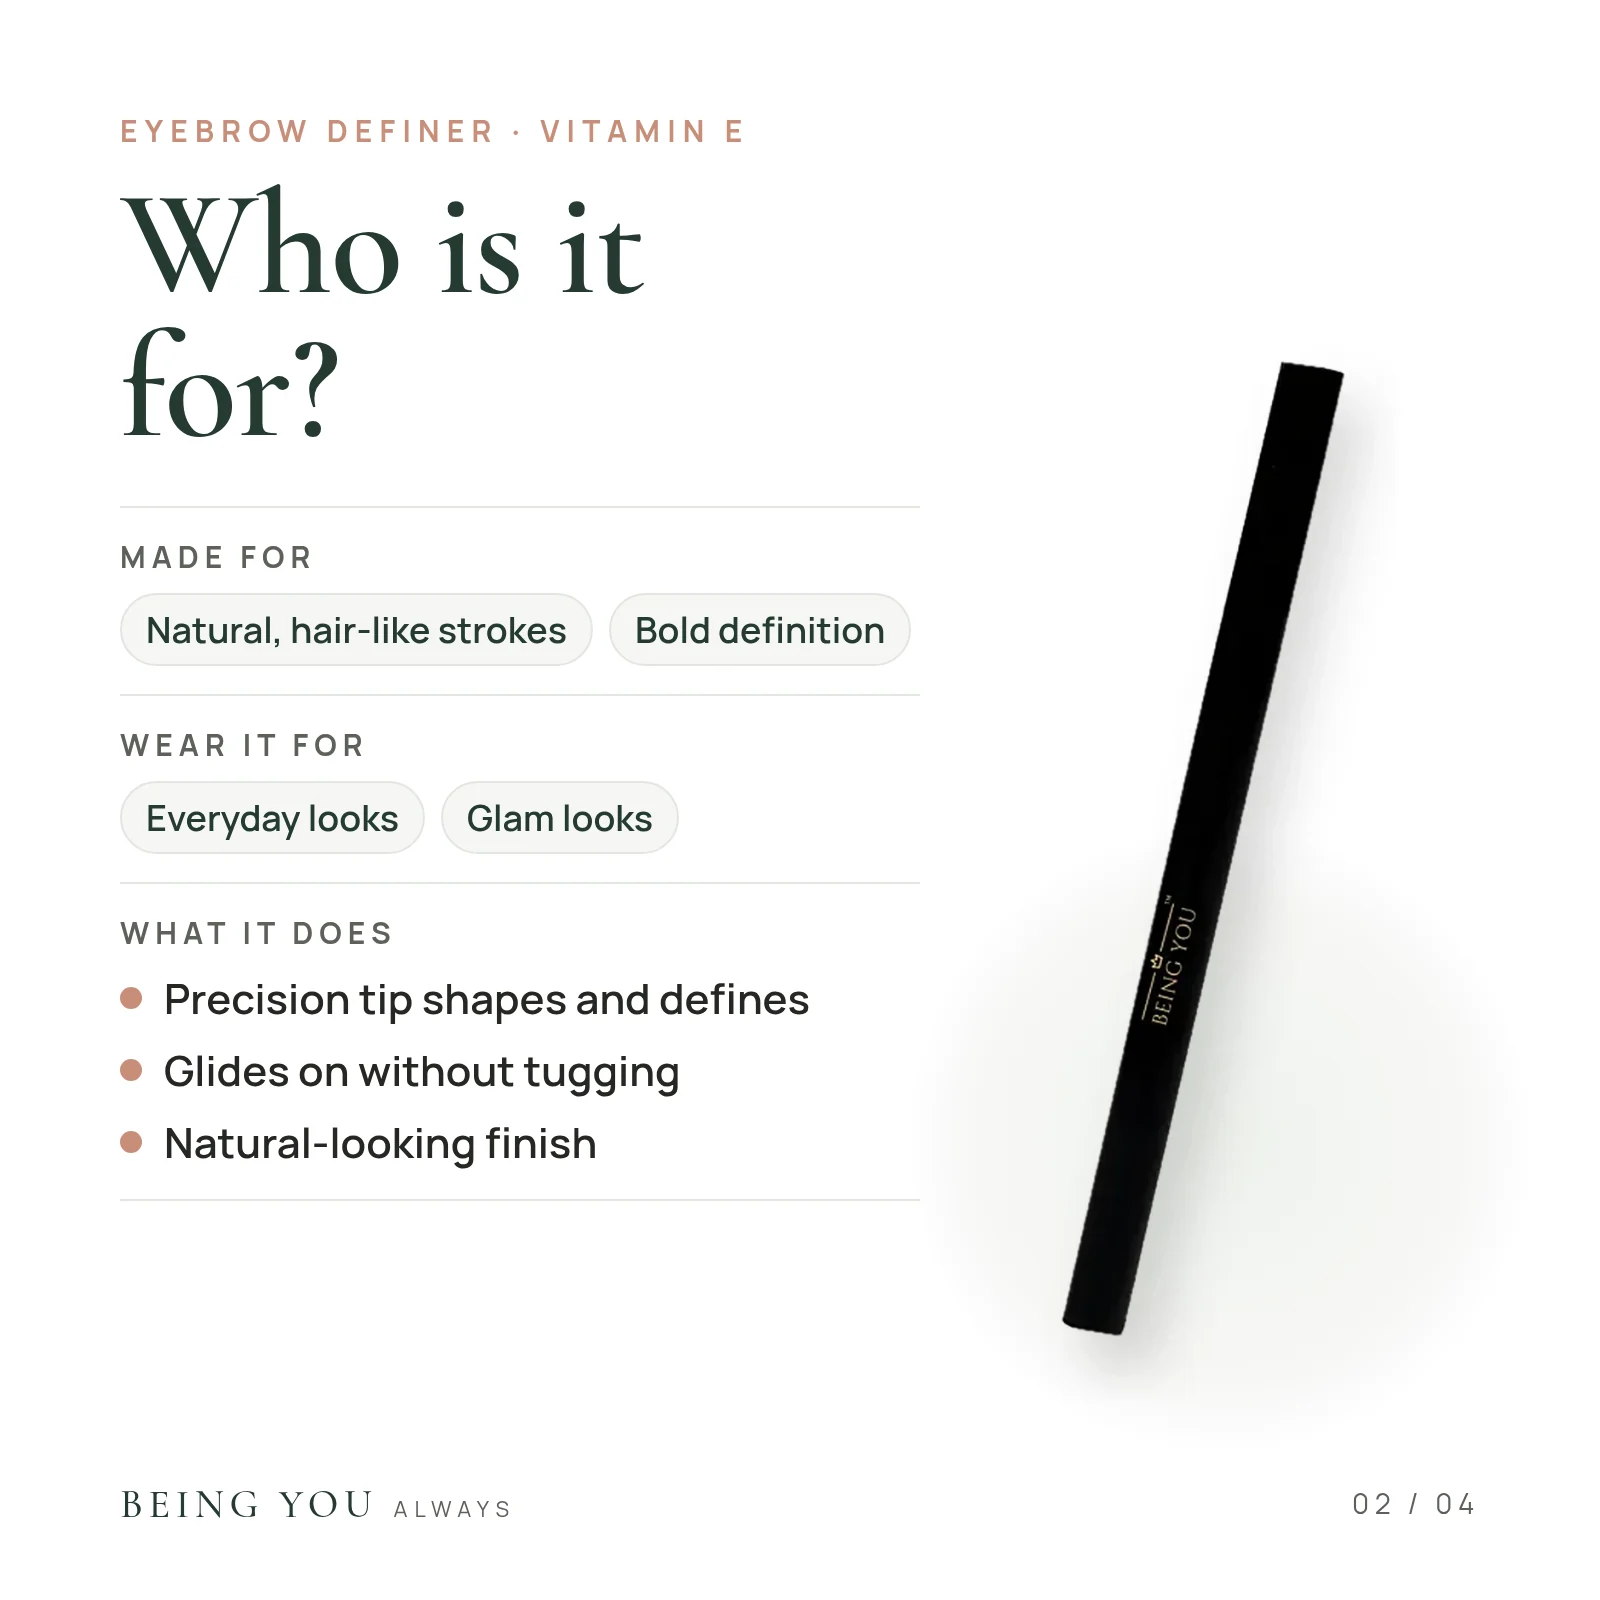 EYEBROW DEFINER · VITAMIN E
Who is it
for?
MADE FOR
Natural, hair-like strokes
Bold definition
WEAR IT FOR
Everyday looks
Glam looks
WHAT IT DOES
Precision tip shapes and defines
Glides on without tugging
Natural-looking finish
BEING YOU ™
BEING YOU ALWAYS
02 / 04